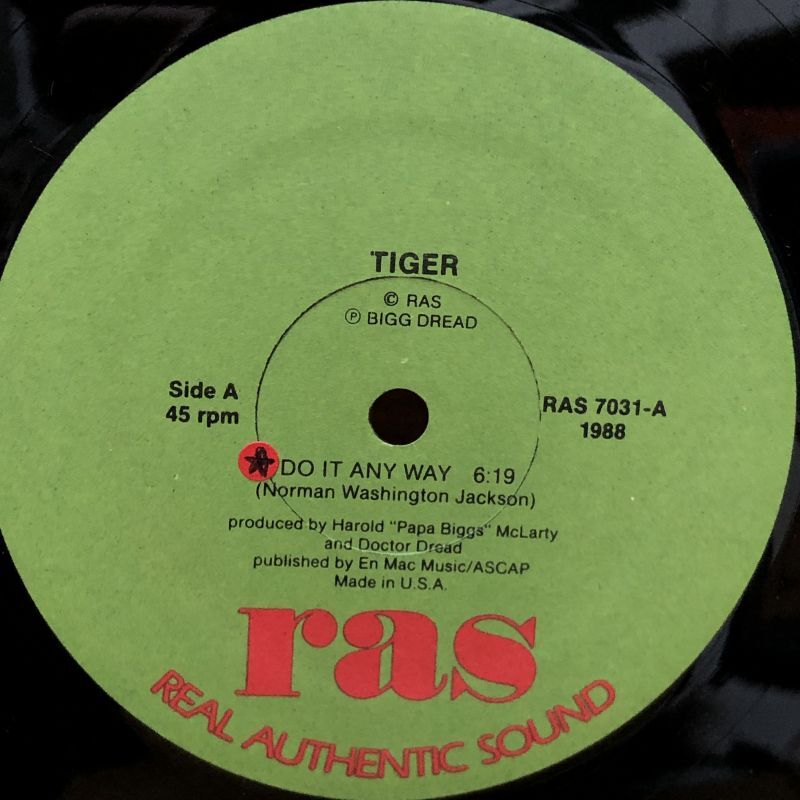 TIGER
© RAS
℗ BIGG DREAD
Side A
45 rpm
RAS 7031-A
1988
DO IT ANY WAY 6:19
(Norman Washington Jackson)
produced by Harold "Papa Biggs" McLarty
and Doctor Dread
published by En Mac Music/ASCAP
Made in U.S.A.
ras
REAL AUTHENTIC SOUND